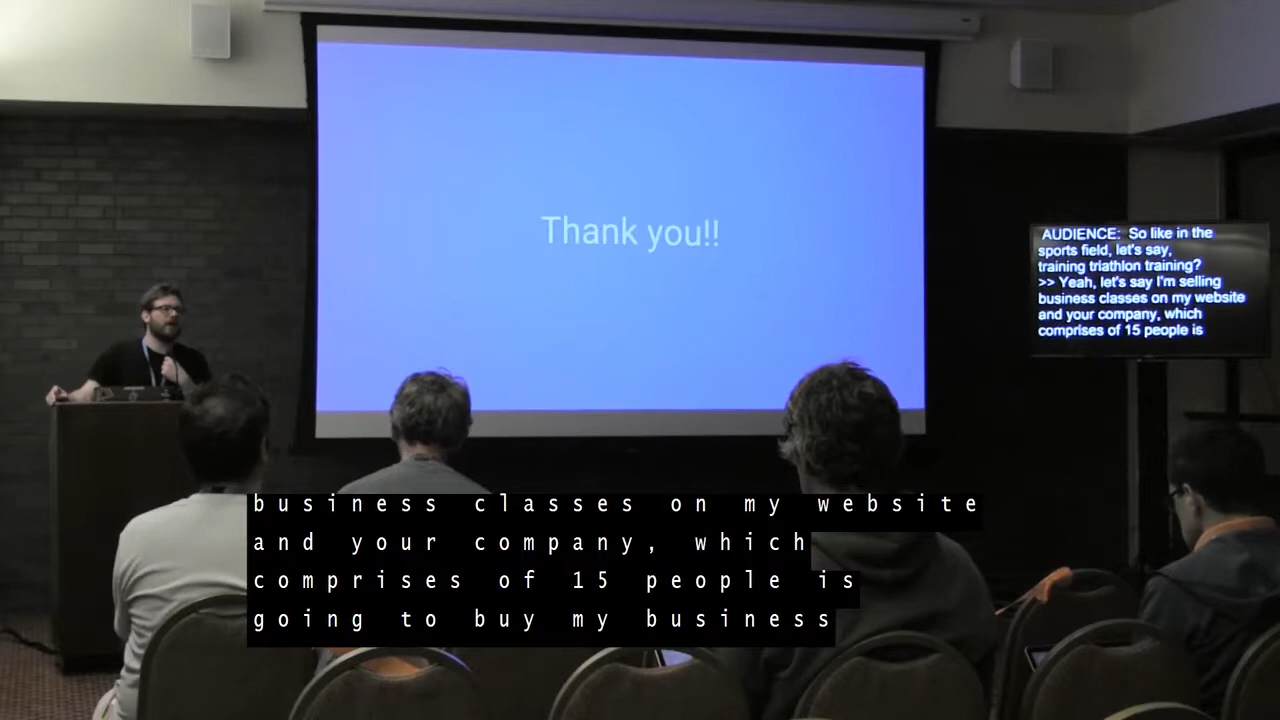 Thank you!!
AUDIENCE: So like in the
sports field, let's say,
training triathlon training?
>> Yeah, let's say I'm selling
business classes on my website
and your company, which
comprises of 15 people is
business classes on my website
and your company, which
comprises of 15 people is
going to buy my business